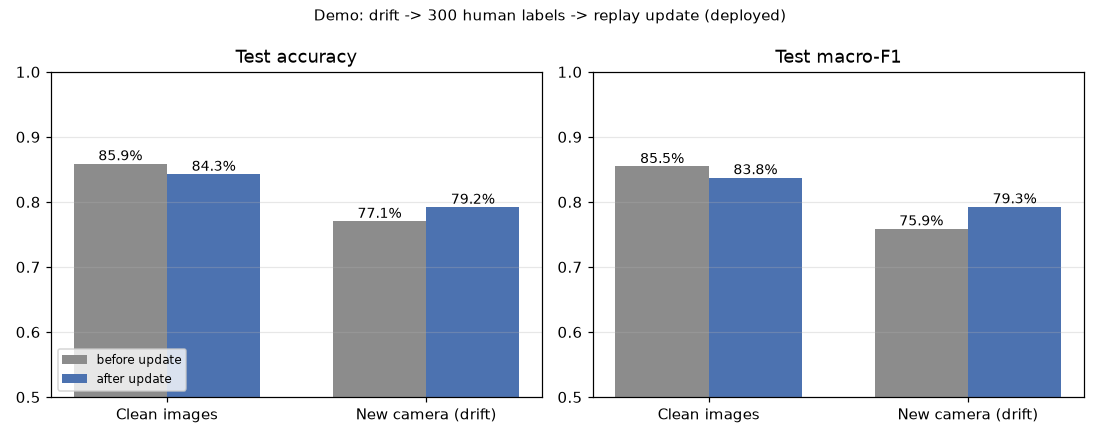 Demo: drift -> 300 human labels -> replay update (deployed)
Test accuracy
1.0
0.9
0.8
0.7
0.6
0.5
85.9%
84.3%
77.1%
79.2%
before update
after update
Clean images
New camera (drift)
Test macro-F1
1.0
0.9
0.8
0.7
0.6
0.5
85.5%
83.8%
75.9%
79.3%
Clean images
New camera (drift)